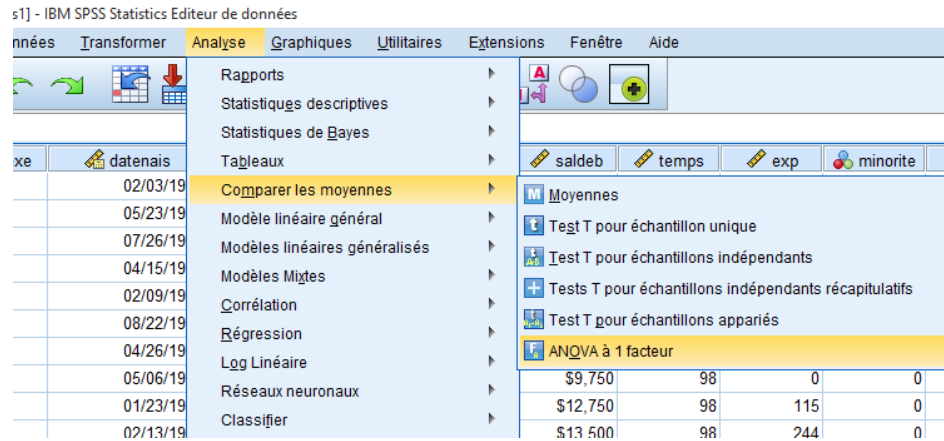 s1] - IBM SPSS Statistics Editeur de données
nnées Transformer Analyse Graphiques Utilitaires Extensions Fenêtre Aide
Rapports
Statistiques descriptives
Statistiques de Bayes
Tableaux
Comparer les moyennes
Modèle linéaire général
Modèles linéaires généralisés
Modèles Mixtes
Corrélation
Régression
Log Linéaire
Réseaux neuronaux
Classifier
Moyennes
Test T pour échantillon unique
Test T pour échantillons indépendants
Tests T pour échantillons indépendants récapitulatifs
Test T pour échantillons appariés
ANOVA à 1 facteur
xe datenais saldeb temps exp minorite
02/03/19
05/23/19
07/26/19
04/15/19
02/09/19
08/22/19
04/26/19
05/06/19 $9,750 98 0 0
01/23/19 $12,750 98 115 0
02/13/19 $13,500 98 244 0